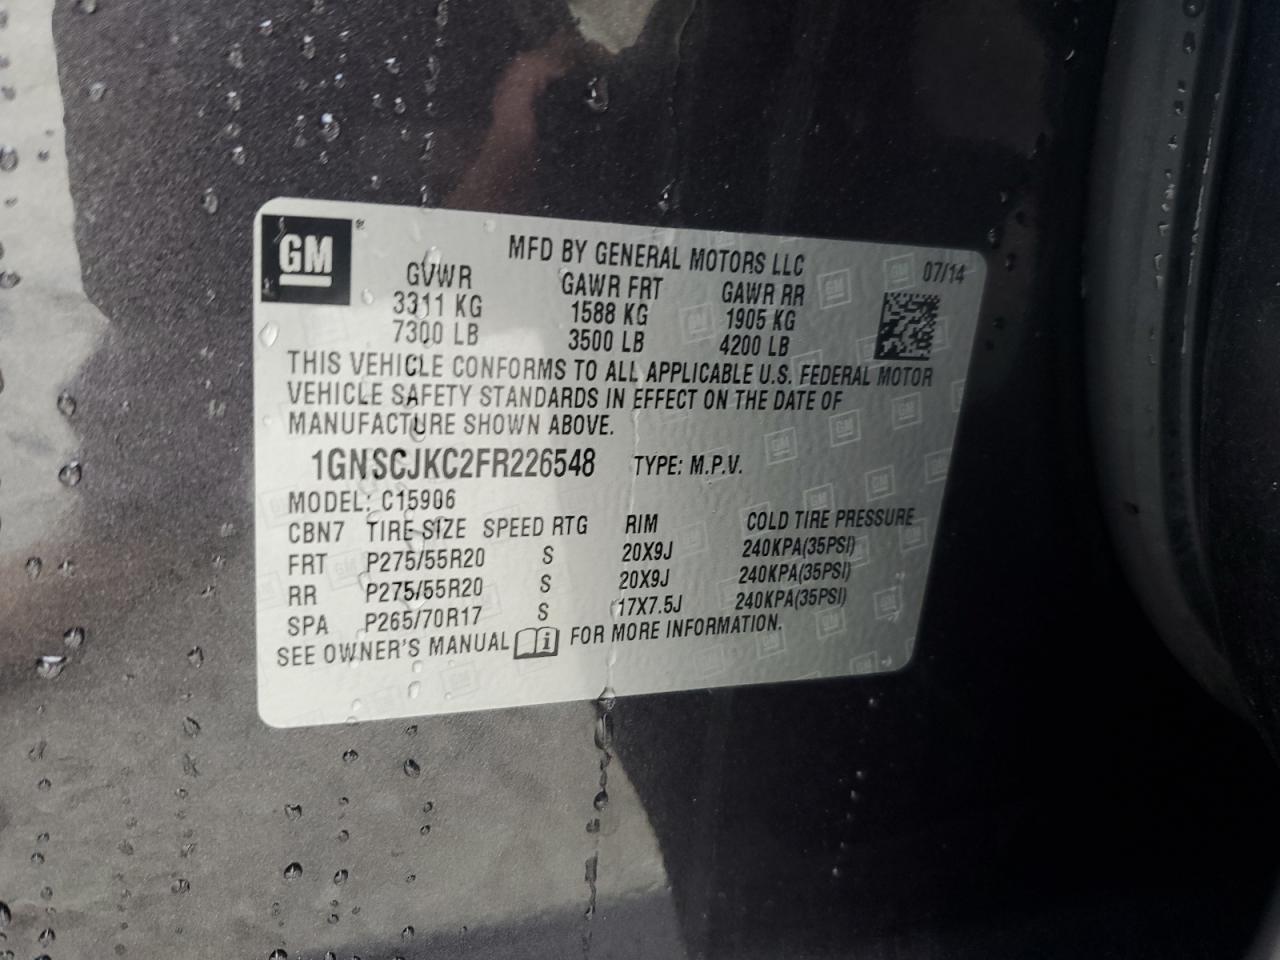 GM ®
MFD BY GENERAL MOTORS LLC
07/14
GVWR GAWR FRT GAWR RR
3311 KG 1588 KG 1905 KG
7300 LB 3500 LB 4200 LB
THIS VEHICLE CONFORMS TO ALL APPLICABLE U.S. FEDERAL MOTOR
VEHICLE SAFETY STANDARDS IN EFFECT ON THE DATE OF
MANUFACTURE SHOWN ABOVE.
1GNSCJKC2FR226548 TYPE: M.P.V.
MODEL: C15906
CBN7 TIRE SIZE SPEED RTG RIM COLD TIRE PRESSURE
FRT P275/55R20 S 20X9J 240KPA(35PSI)
RR P275/55R20 S 20X9J 240KPA(35PSI)
SPA P265/70R17 S 17X7.5J 240KPA(35PSI)
SEE OWNER'S MANUAL i FOR MORE INFORMATION.